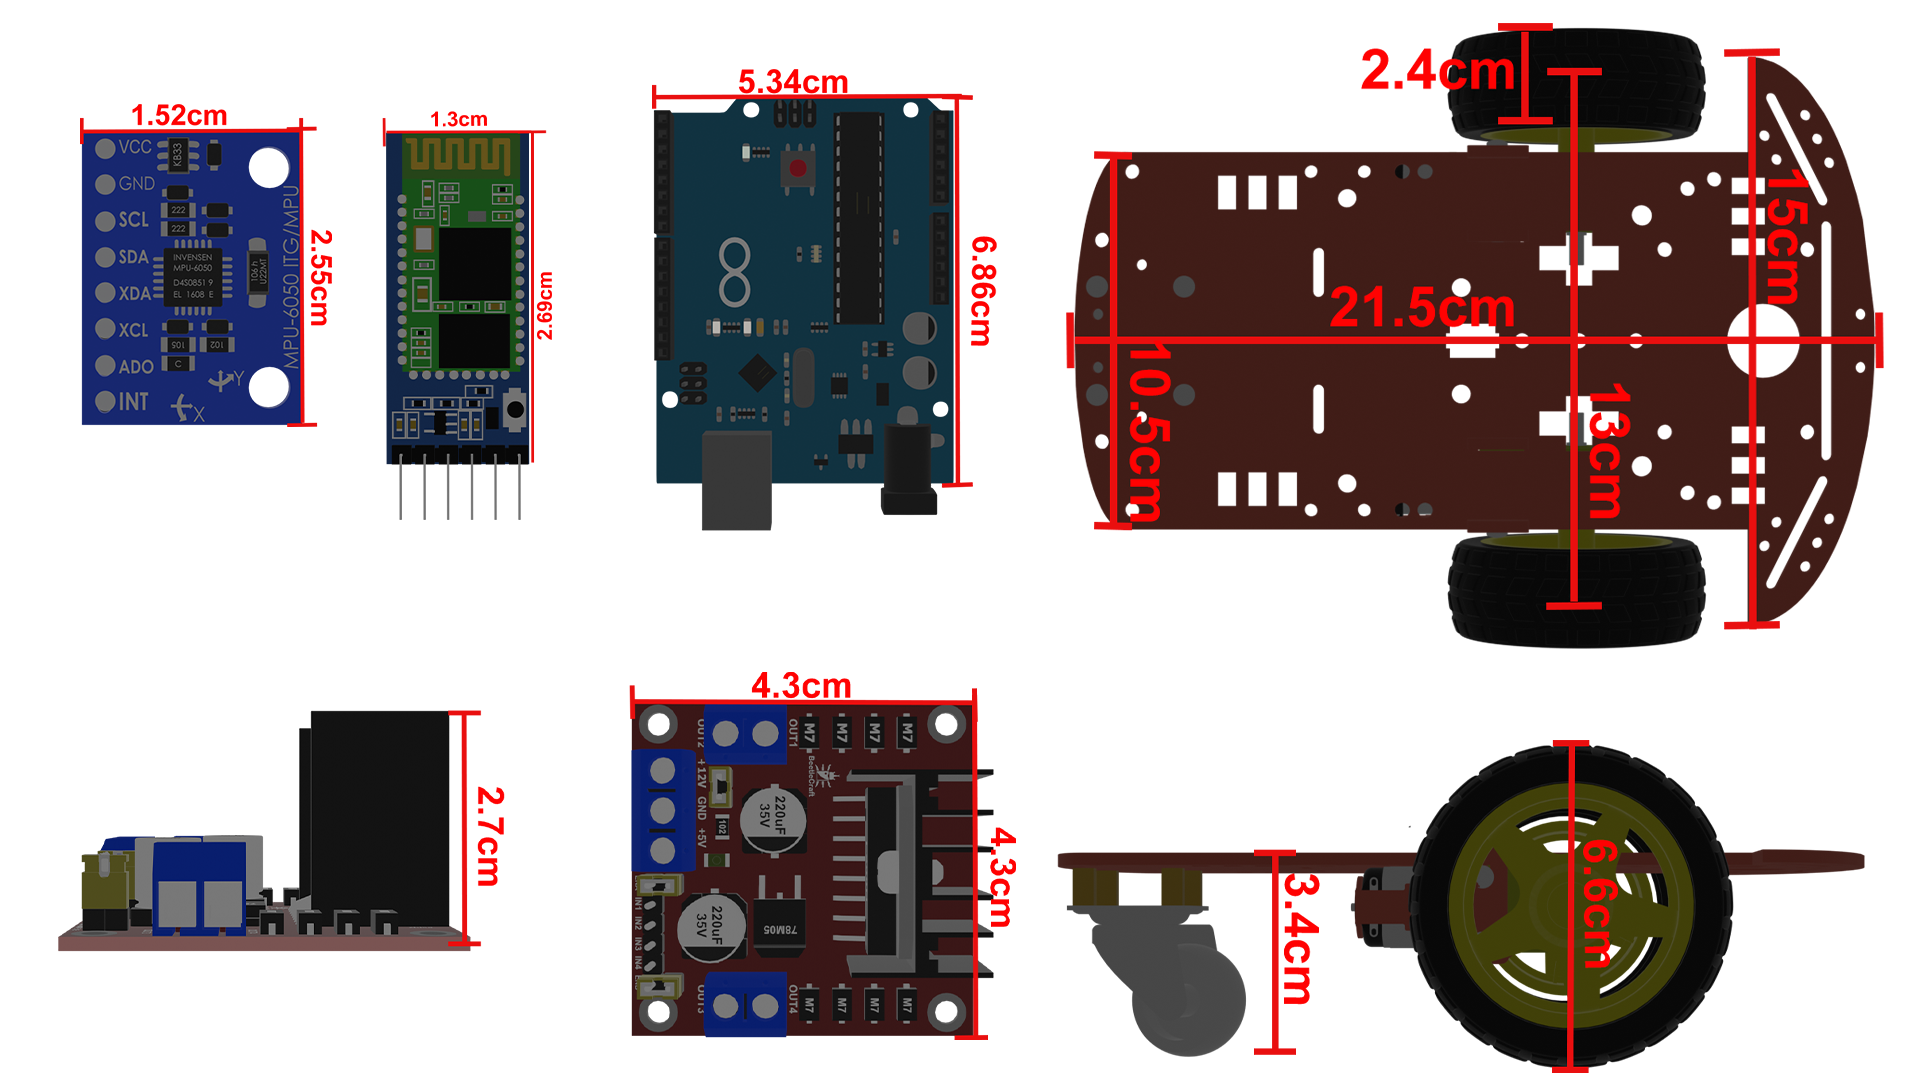 1.52cm
VCC
GND
SCL
SDA
XDA
XCL
ADO
INT
KB33
222
222
INVENSEN
MPU-6050
D4S0851 9
EL 1608 E
106 h
U22MT
105
102
C
Y
X
MPU-6050 ITG/MPU
2.55cm
1.3cm
2.69cm
5.34cm
6.86cm
2.4cm
15cm
21.5cm
10.5cm
13cm
2.7cm
4.3cm
OUT2
OUT1
M7
M7
M7
M7
BeetleCraft
+12V
GND
+5V
102
220uF
35V
4.3cm
IN1
IN2
IN3
IN4
220uF
35V
78M05
OUT3
OUT4
M7
M7
M7
M7
3.4cm
6.6cm